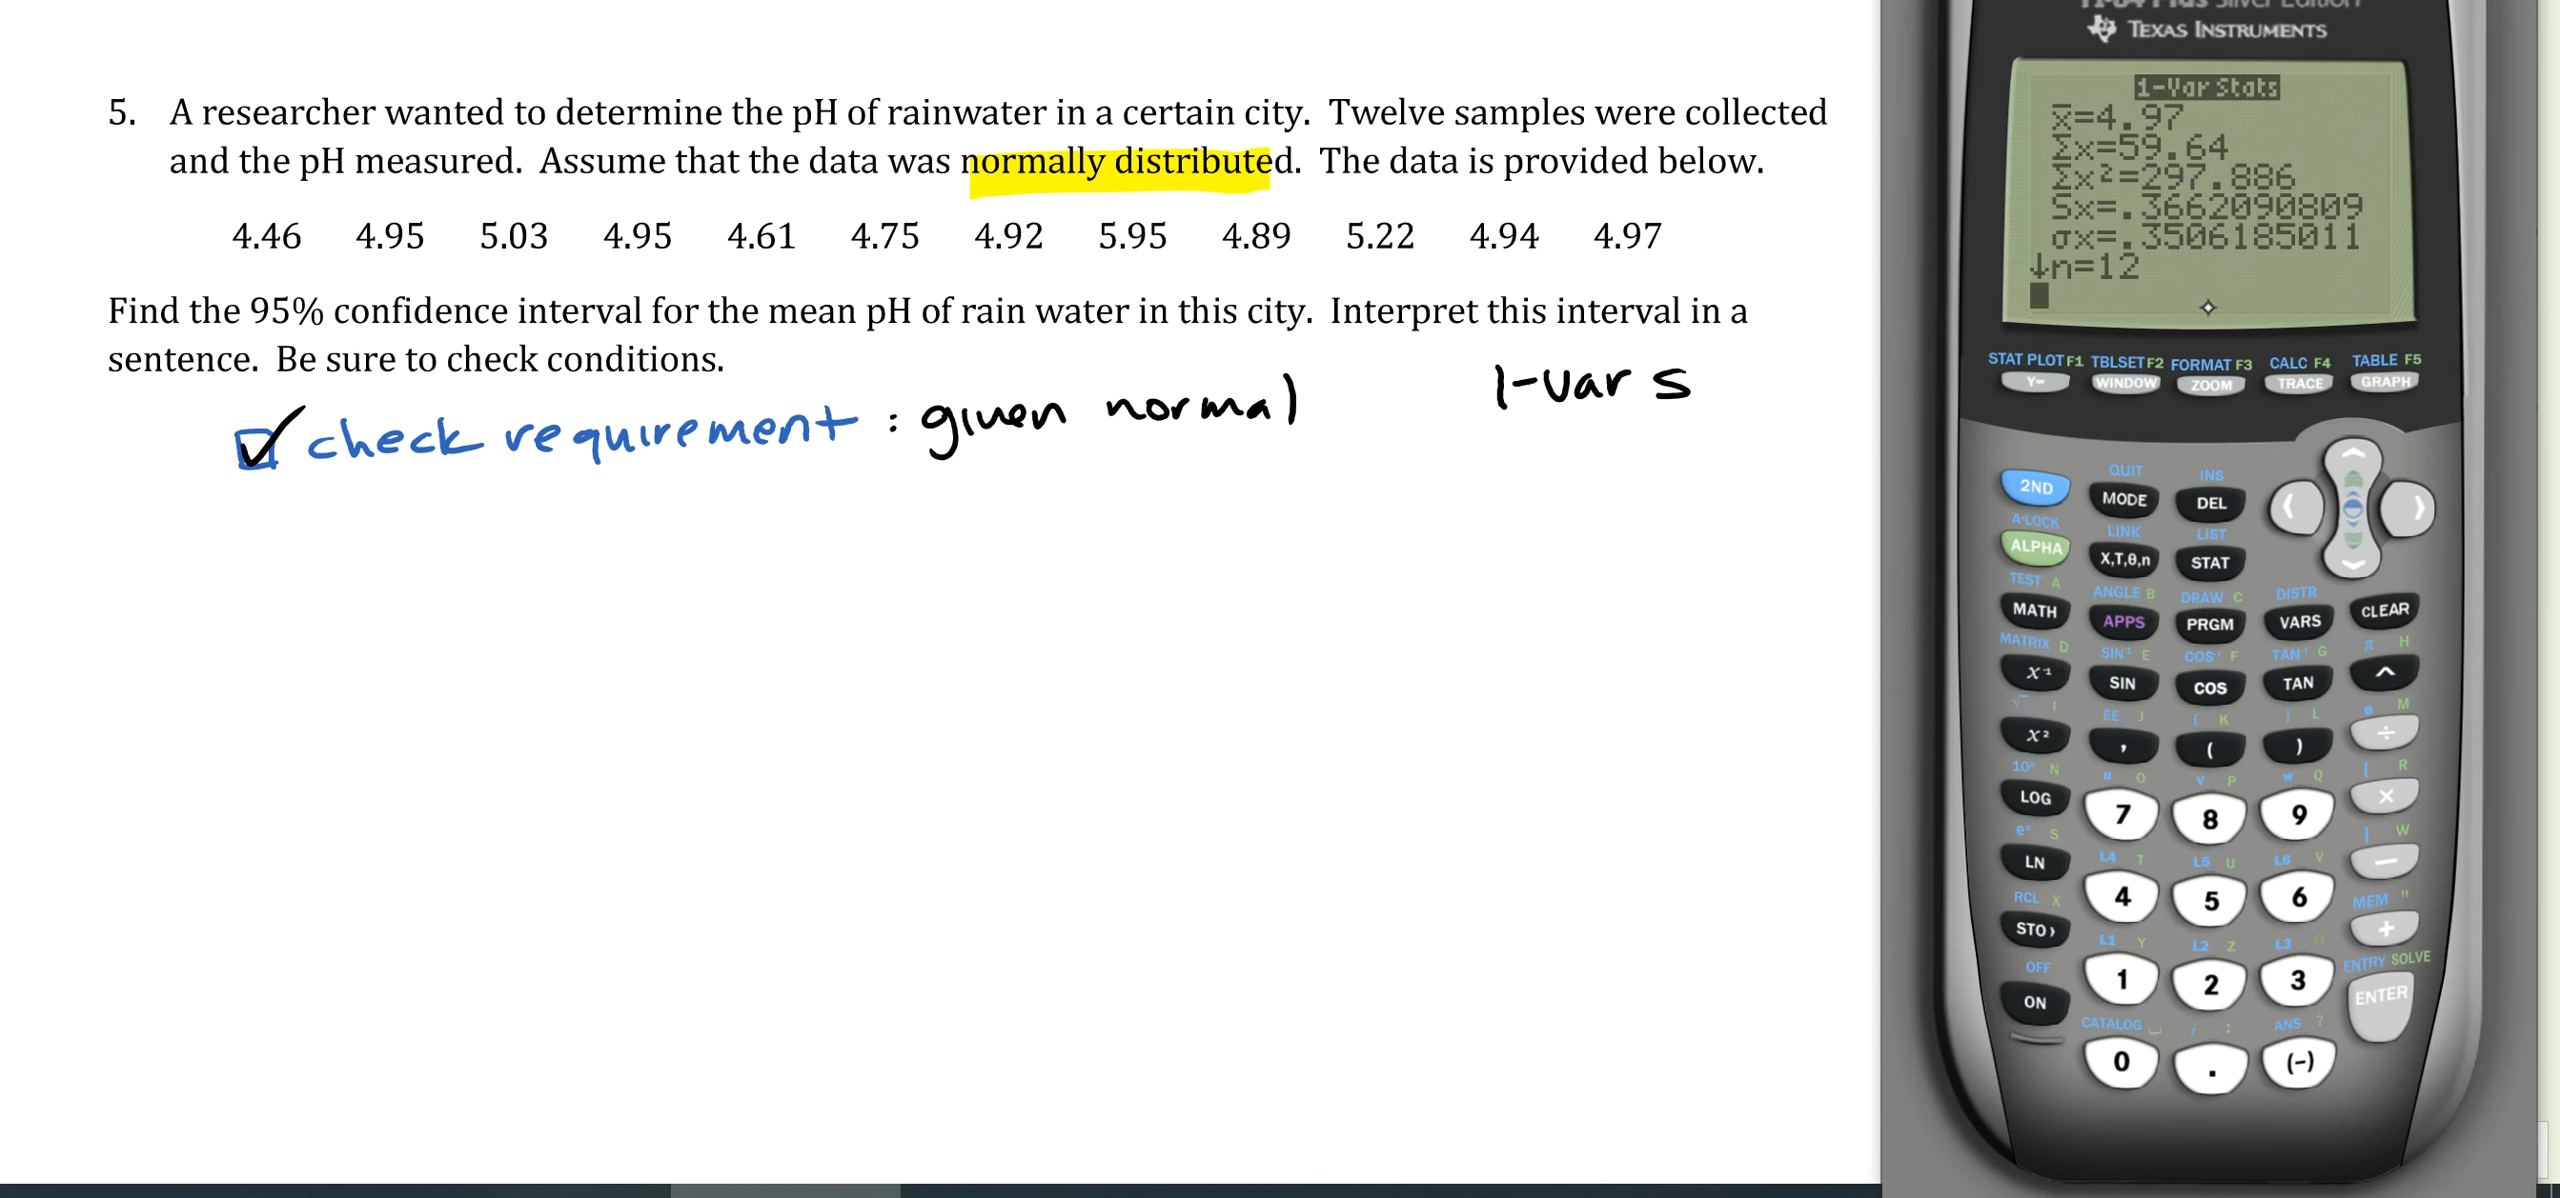 5. A researcher wanted to determine the pH of rainwater in a certain city. Twelve samples were collected
and the pH measured. Assume that the data was normally distributed. The data is provided below.
4.46 4.95 5.03 4.95 4.61 4.75 4.92 5.95 4.89 5.22 4.94 4.97
Find the 95% confidence interval for the mean pH of rain water in this city. Interpret this interval in a
sentence. Be sure to check conditions.
check requirement : given normal
1-var s
TI-84 Plus Silver Edition
TEXAS INSTRUMENTS
1-Var Stats
x̄=4.97
Σx=59.64
Σx²=297.886
Sx=.3662090809
σx=.3506185011
↓n=12
STAT PLOT F1 TBLSET F2 FORMAT F3 CALC F4 TABLE F5
Y= WINDOW ZOOM TRACE GRAPH
QUIT INS
2ND MODE DEL
A-LOCK LINK LIST
ALPHA X,T,θ,n STAT
TEST A ANGLE B DRAW C DISTR
MATH APPS PRGM VARS CLEAR
MATRIX D SIN⁻¹ E COS⁻¹ F TAN⁻¹ G π H
x⁻¹ SIN COS TAN ^
√ I EE J { K } L e M
x² , ( ) ÷
10ˣ N u O v P w Q [ R
LOG 7 8 9 ×
eˣ S L4 T L5 U L6 V ] W
LN 4 5 6 −
RCL X L1 Y L2 Z L3 θ MEM "
STO› 1 2 3 +
OFF CATALOG ⎵ i : ANS ? ENTRY SOLVE
ON 0 . (-) ENTER